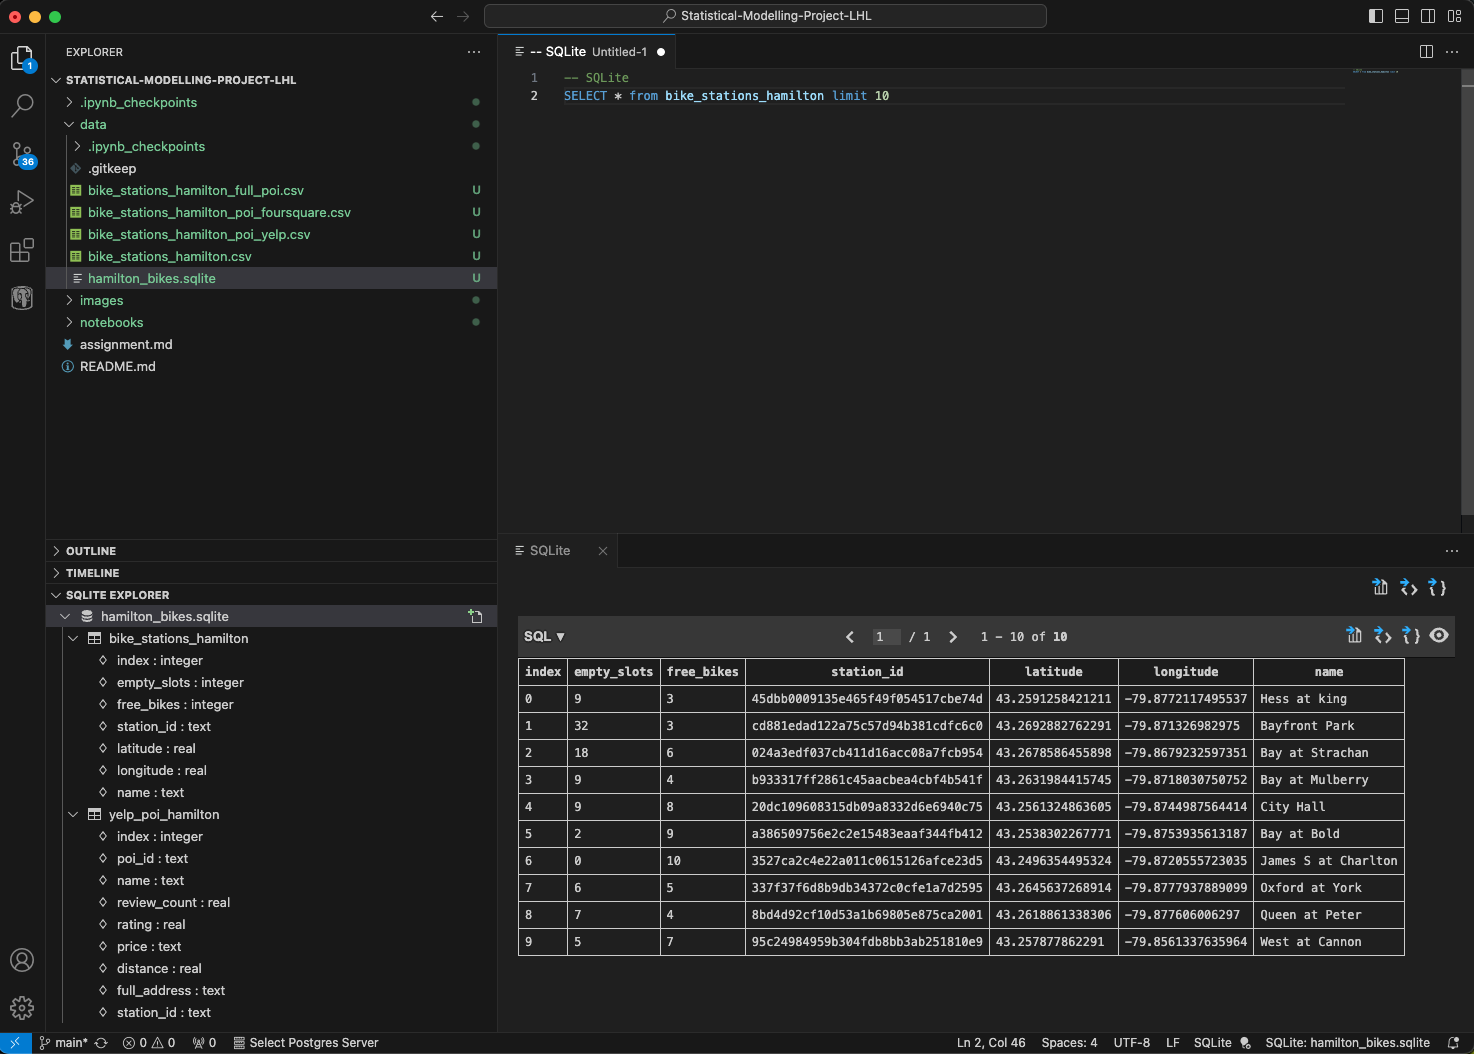 Statistical-Modelling-Project-LHL
EXPLORER
STATISTICAL-MODELLING-PROJECT-LHL
.ipynb_checkpoints
data
.ipynb_checkpoints
.gitkeep
bike_stations_hamilton_full_poi.csv U
bike_stations_hamilton_poi_foursquare.csv U
bike_stations_hamilton_poi_yelp.csv U
bike_stations_hamilton.csv U
hamilton_bikes.sqlite U
images
notebooks
assignment.md
README.md
1
36
OUTLINE
TIMELINE
SQLITE EXPLORER
hamilton_bikes.sqlite
bike_stations_hamilton
index : integer
empty_slots : integer
free_bikes : integer
station_id : text
latitude : real
longitude : real
name : text
yelp_poi_hamilton
index : integer
poi_id : text
name : text
review_count : real
rating : real
price : text
distance : real
full_address : text
station_id : text
-- SQLite Untitled-1
1 -- SQLite
2 SELECT * from bike_stations_hamilton limit 10
SQLite
SQL ▼ 1 / 1 1 – 10 of 10
index empty_slots free_bikes station_id latitude longitude name
0 9 3 45dbb0009135e465f49f054517cbe74d 43.2591258421211 -79.8772117495537 Hess at king
1 32 3 cd881edad122a75c57d94b381cdfc6c0 43.2692882762291 -79.871326982975 Bayfront Park
2 18 6 024a3edf037cb411d16acc08a7fcb954 43.2678586455898 -79.8679232597351 Bay at Strachan
3 9 4 b933317ff2861c45aacbea4cbf4b541f 43.2631984415745 -79.8718030750752 Bay at Mulberry
4 9 8 20dc109608315db09a8332d6e6940c75 43.2561324863605 -79.8744987564414 City Hall
5 2 9 a386509756e2c2e15483eaaf344fb412 43.2538302267771 -79.8753935613187 Bay at Bold
6 0 10 3527ca2c4e22a011c0615126afce23d5 43.2496354495324 -79.8720555723035 James S at Charlton
7 6 5 337f37f6d8b9db34372c0cfe1a7d2595 43.2645637268914 -79.8777937889099 Oxford at York
8 7 4 8bd4d92cf10d53a1b69805e875ca2001 43.2618861338306 -79.877606006297 Queen at Peter
9 5 7 95c24984959b304fdb8bb3ab251810e9 43.257877862291 -79.8561337635964 West at Cannon
main* 0 0 0 Select Postgres Server Ln 2, Col 46 Spaces: 4 UTF-8 LF SQLite SQLite: hamilton_bikes.sqlite